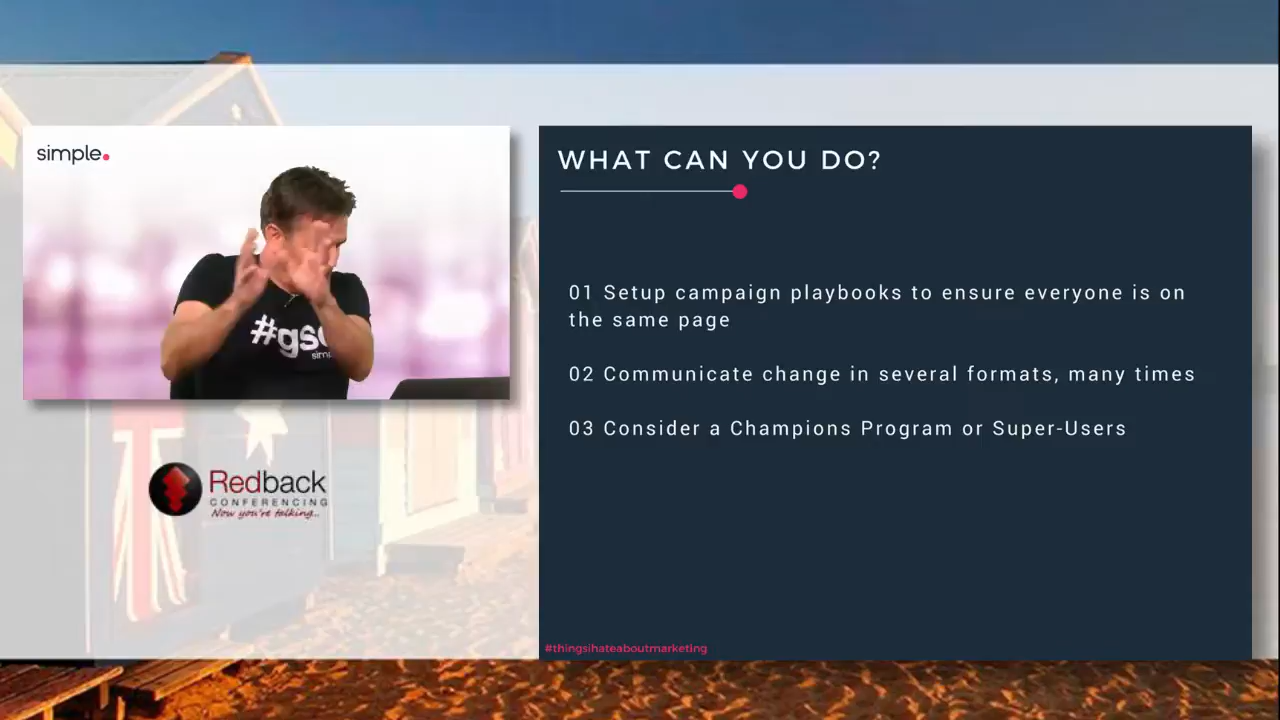 simple.
#gsd
simple
WHAT CAN YOU DO?
01 Setup campaign playbooks to ensure everyone is on
the same page
02 Communicate change in several formats, many times
03 Consider a Champions Program or Super-Users
Redback
CONFERENCING
Now you're talking...
#thingsihateaboutmarketing